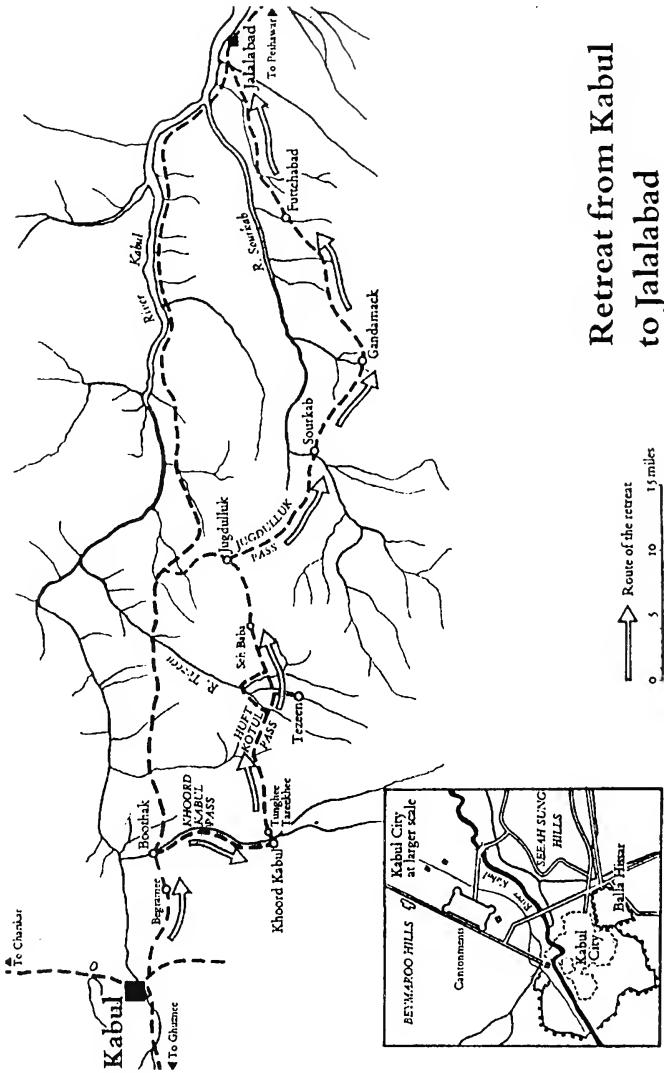 Retreat from Kabul
to Jalalabad
To Charikar
Kabul
To Ghuznee
Begramee
Boothak
KHOORD
KABUL
PASS
Khoord Kabul
Tunghee
Tareekhee
HUFT
KOTUL
PASS
Tezeen
R. Tezeen
Seh Baba
Jugdulluk
JUGDULLUK
PASS
Sourkab
Gandamack
Futtehabad
R. Sourkab
River Kabul
Jalalabad
To Peshawar
Route of the retreat
0 5 10 15 miles
Kabul City
at larger scale
BEYMAROO HILLS
Cantonments
River Kabul
SEEAH SUNG
HILLS
Kabul
City
Balla Hissar